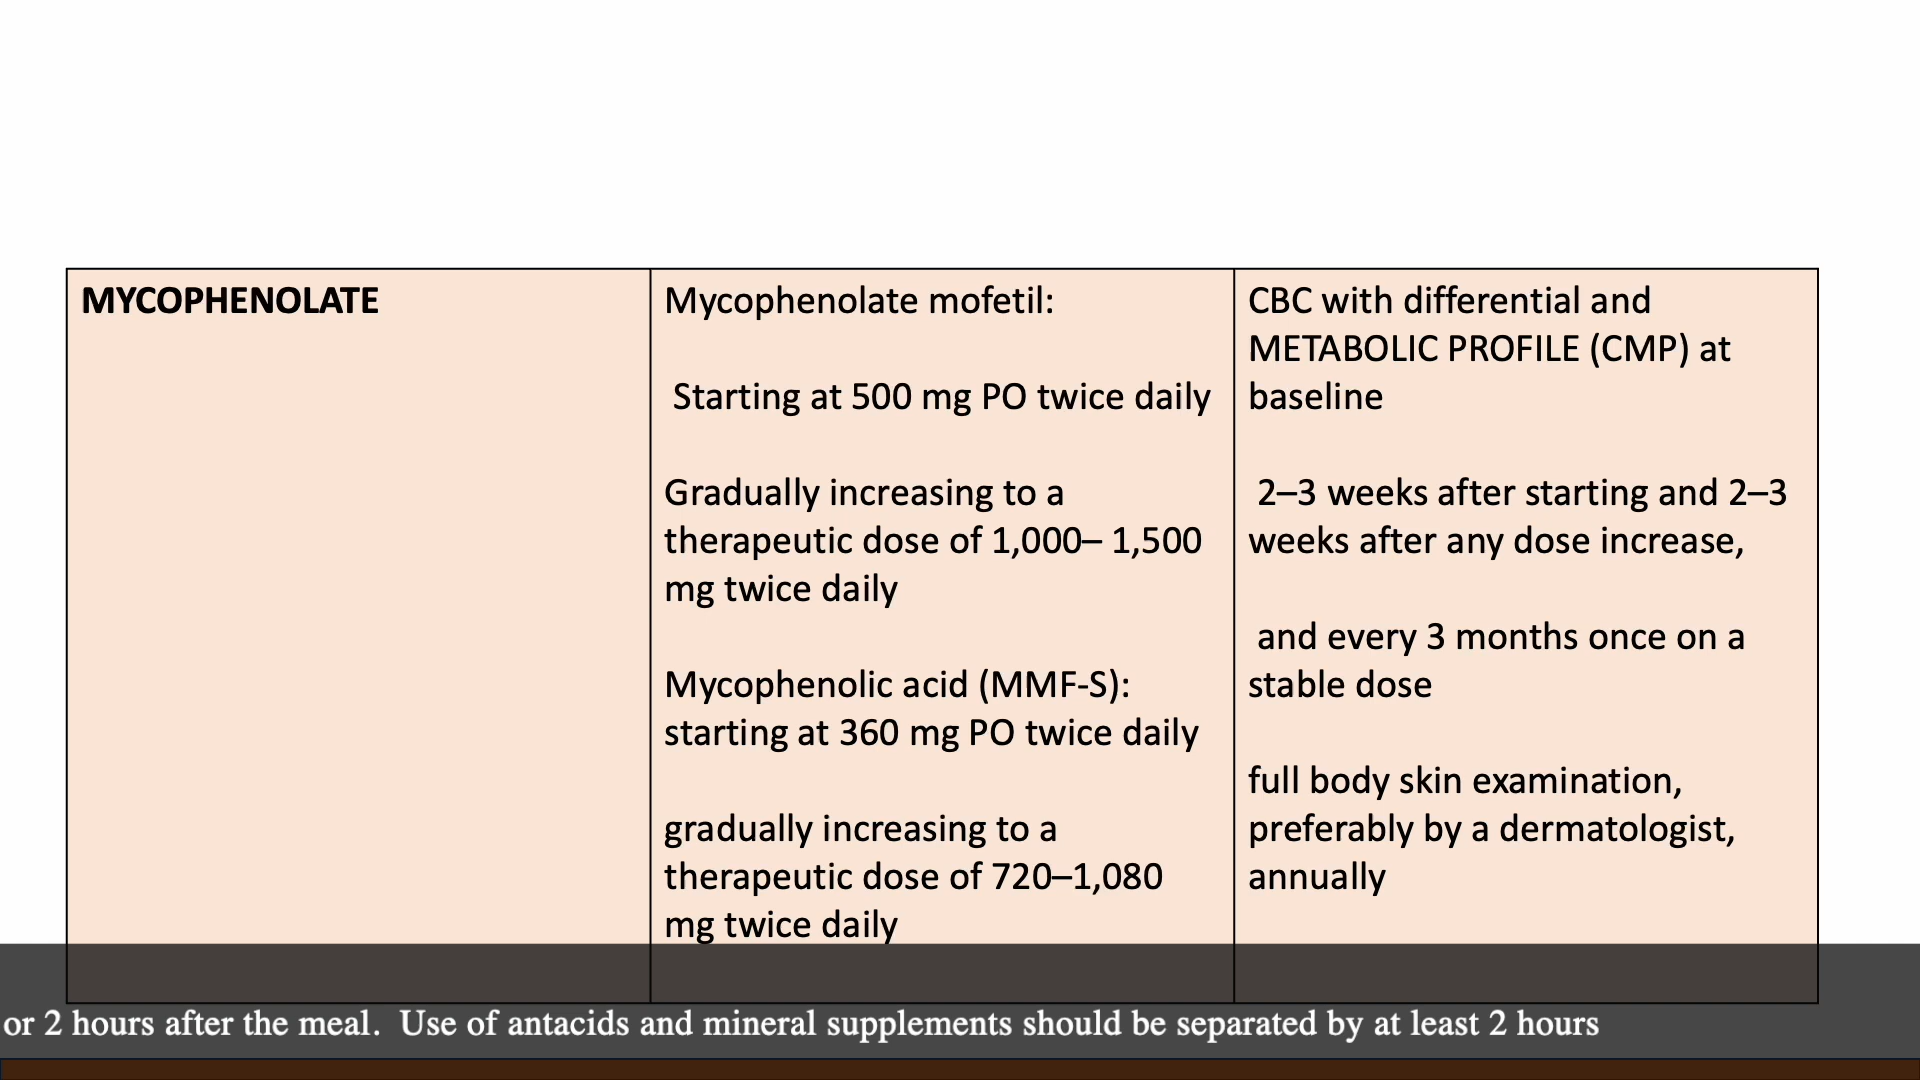 MYCOPHENOLATE
Mycophenolate mofetil:
Starting at 500 mg PO twice daily
Gradually increasing to a
therapeutic dose of 1,000– 1,500
mg twice daily
Mycophenolic acid (MMF-S):
starting at 360 mg PO twice daily
gradually increasing to a
therapeutic dose of 720–1,080
mg twice daily
CBC with differential and
METABOLIC PROFILE (CMP) at
baseline
2–3 weeks after starting and 2–3
weeks after any dose increase,
and every 3 months once on a
stable dose
full body skin examination,
preferably by a dermatologist,
annually
or 2 hours after the meal.  Use of antacids and mineral supplements should be separated by at least 2 hours